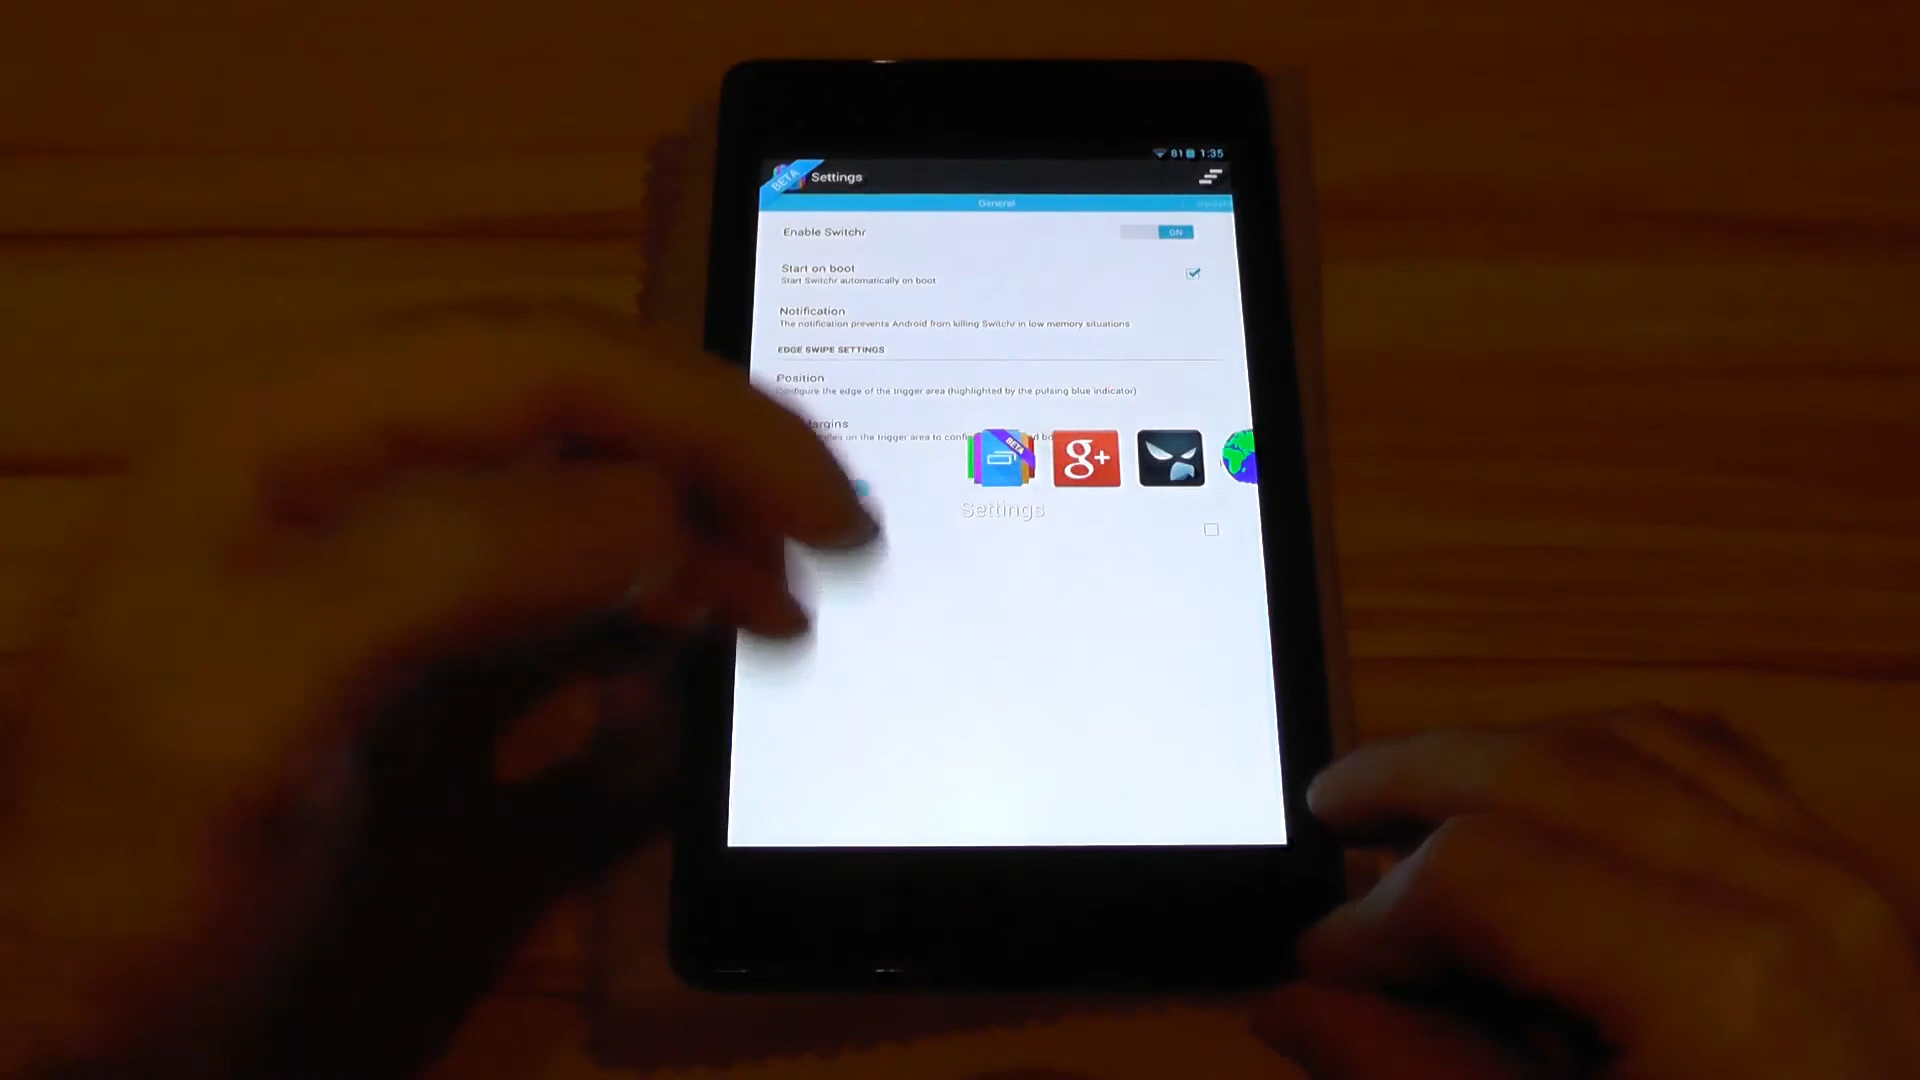 81 1:35
BETA Settings
General
Enable Switchr ON
Start on boot
Start Switchr automatically on boot
Notification
The notification prevents Android from killing Switchr in low memory situations
EDGE SWIPE SETTINGS
Position
Configure the edge of the trigger area (highlighted by the pulsing blue indicator)
on the trigger area to
BETA
g+
Settings